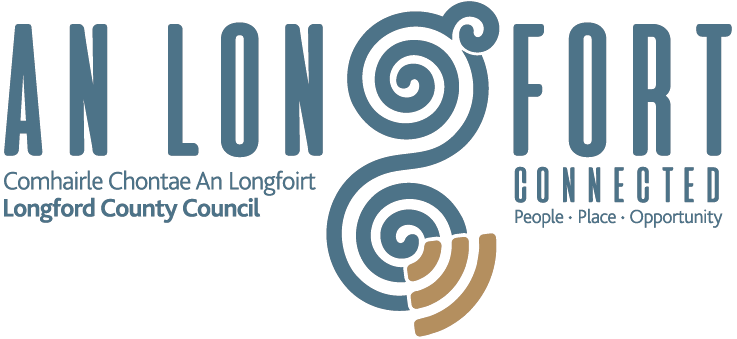 AN LONgFORT
Comhairle Chontae An Longfoirt
Longford County Council
CONNECTED
People · Place · Opportunity